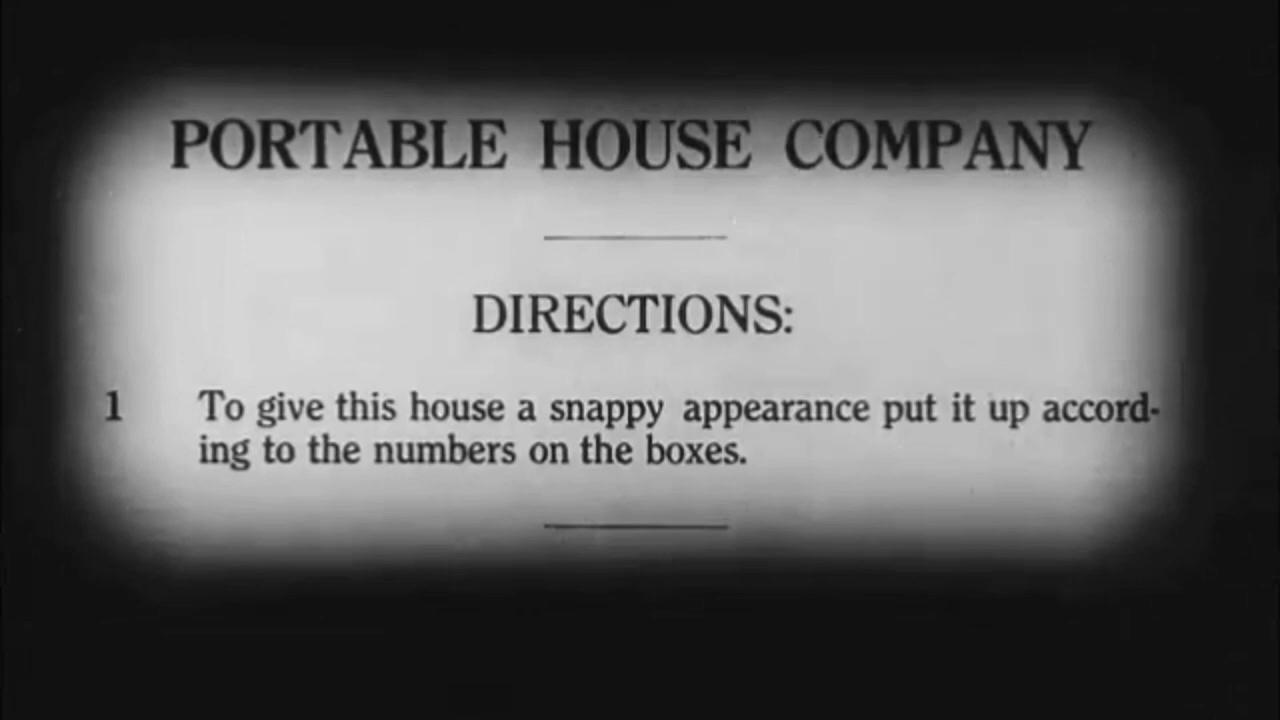 PORTABLE HOUSE COMPANY
DIRECTIONS:
1 To give this house a snappy appearance put it up accord-
ing to the numbers on the boxes.